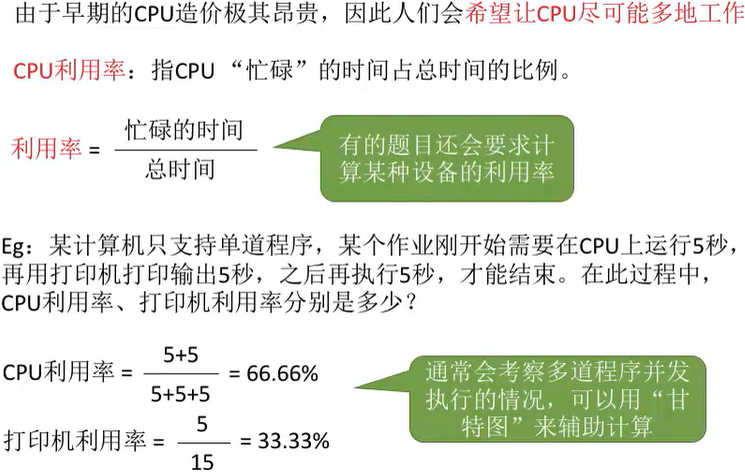 由于早期的CPU造价极其昂贵，因此人们会希望让CPU尽可能多地工作
CPU利用率：指CPU “忙碌”的时间占总时间的比例。
利用率 = 忙碌的时间 / 总时间
有的题目还会要求计
算某种设备的利用率
Eg：某计算机只支持单道程序，某个作业刚开始需要在CPU上运行5秒，
再用打印机打印输出5秒，之后再执行5秒，才能结束。在此过程中，
CPU利用率、打印机利用率分别是多少？
CPU利用率 = 5+5 / 5+5+5 = 66.66%
通常会考察多道程序并发
执行的情况，可以用“甘
特图”来辅助计算
打印机利用率 = 5 / 15 = 33.33%